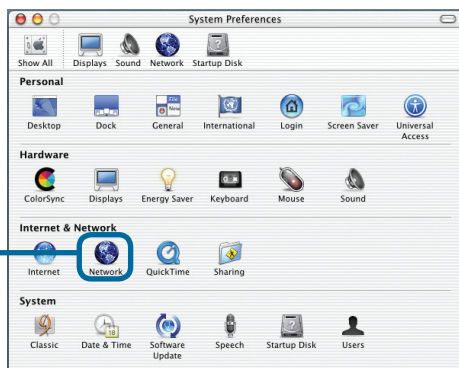 System Preferences
Show All Displays Sound Network Startup Disk
Personal
Desktop Dock General International Login Screen Saver Universal Access
Hardware
ColorSync Displays Energy Saver Keyboard Mouse Sound
Internet & Network
Internet Network QuickTime Sharing
System
18
Classic Date & Time Software Update Speech Startup Disk Users